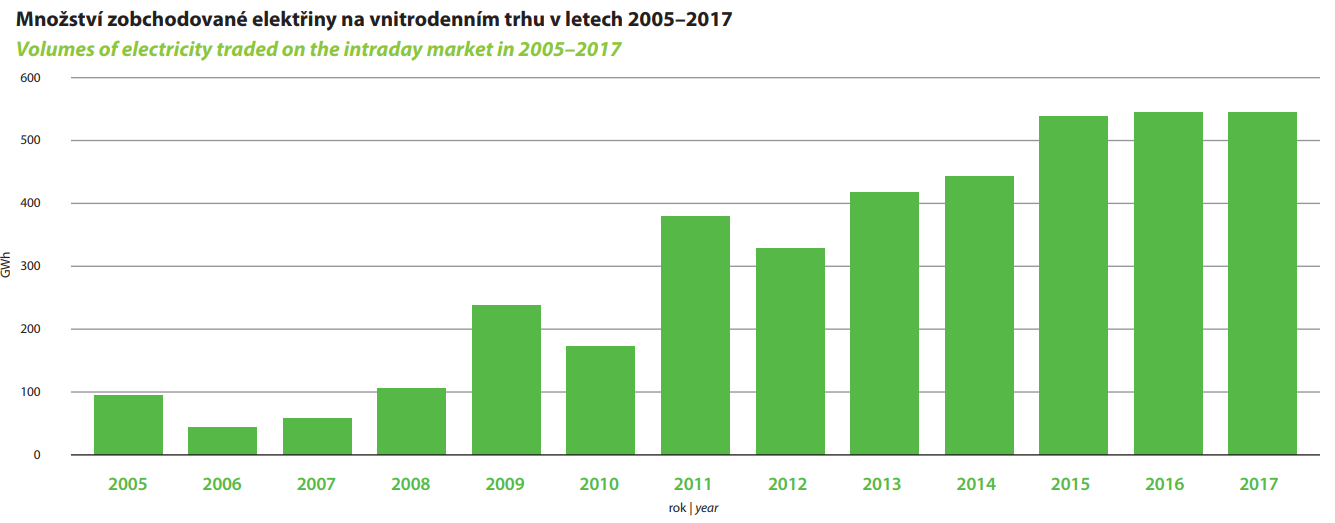 Množství zobchodované elektřiny na vnitrodenním trhu v letech 2005–2017
Volumes of electricity traded on the intraday market in 2005–2017
600
500
400
300
200
100
0
GWh
2005 2006 2007 2008 2009 2010 2011 2012 2013 2014 2015 2016 2017
rok | year